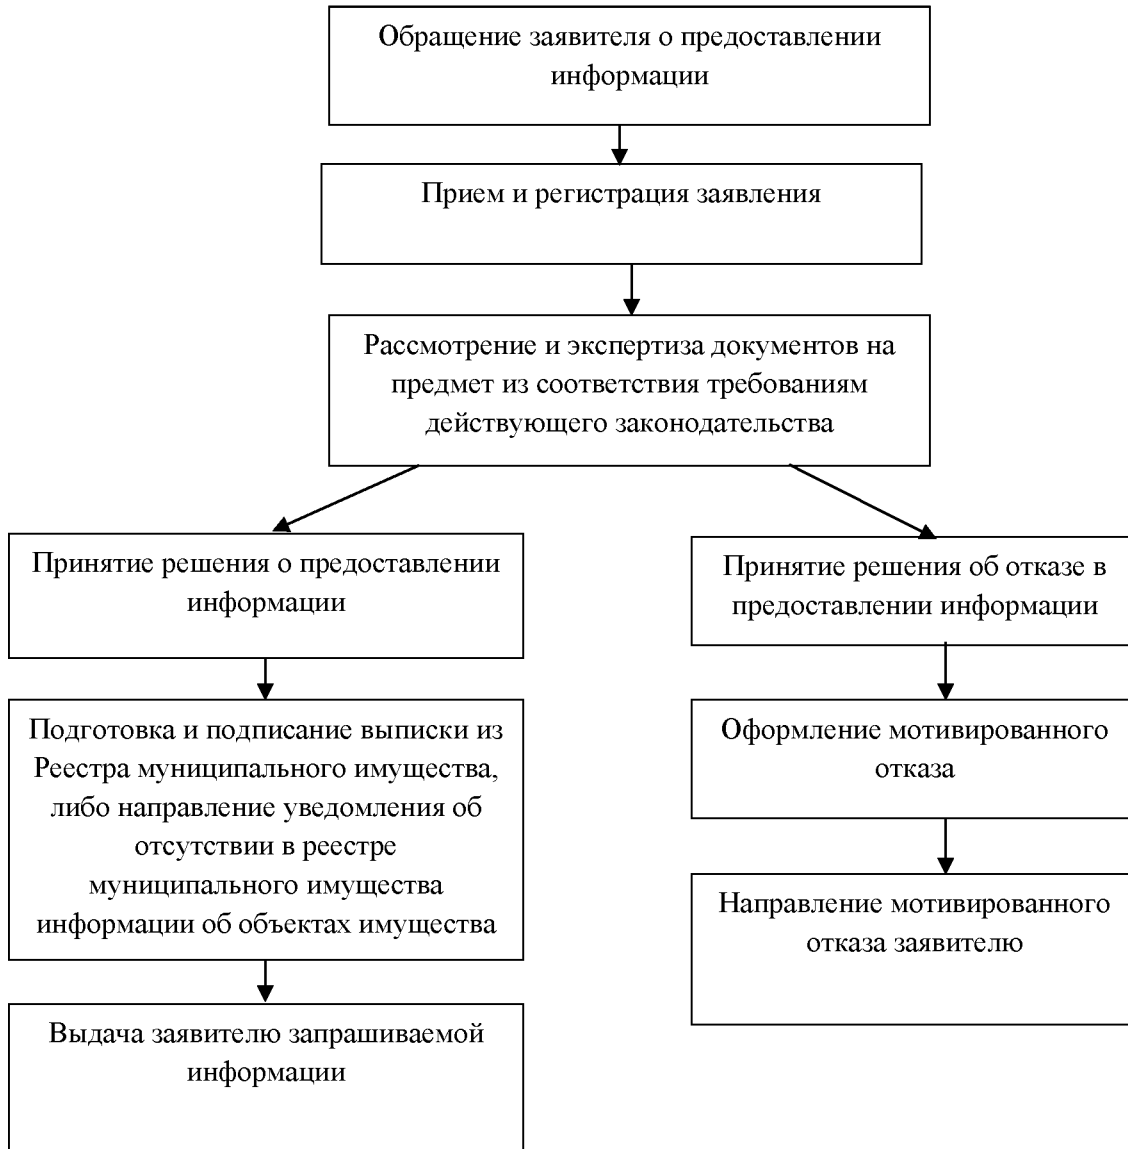 Обращение заявителя о предоставлении
информации
Прием и регистрация заявления
Рассмотрение и экспертиза документов на
предмет из соответствия требованиям
действующего законодательства
Принятие решения о предоставлении
информации
Принятие решения об отказе в
предоставлении информации
Подготовка и подписание выписки из
Реестра муниципального имущества,
либо направление уведомления об
отсутствии в реестре
муниципального имущества
информации об объектах имущества
Оформление мотивированного
отказа
Направление мотивированного
отказа заявителю
Выдача заявителю запрашиваемой
информации